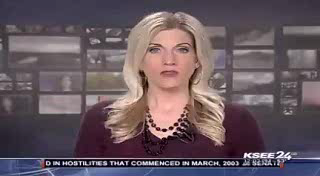 KSEE24
D IN HOSTILITIES THAT COMMENCED IN MARCH, 2003